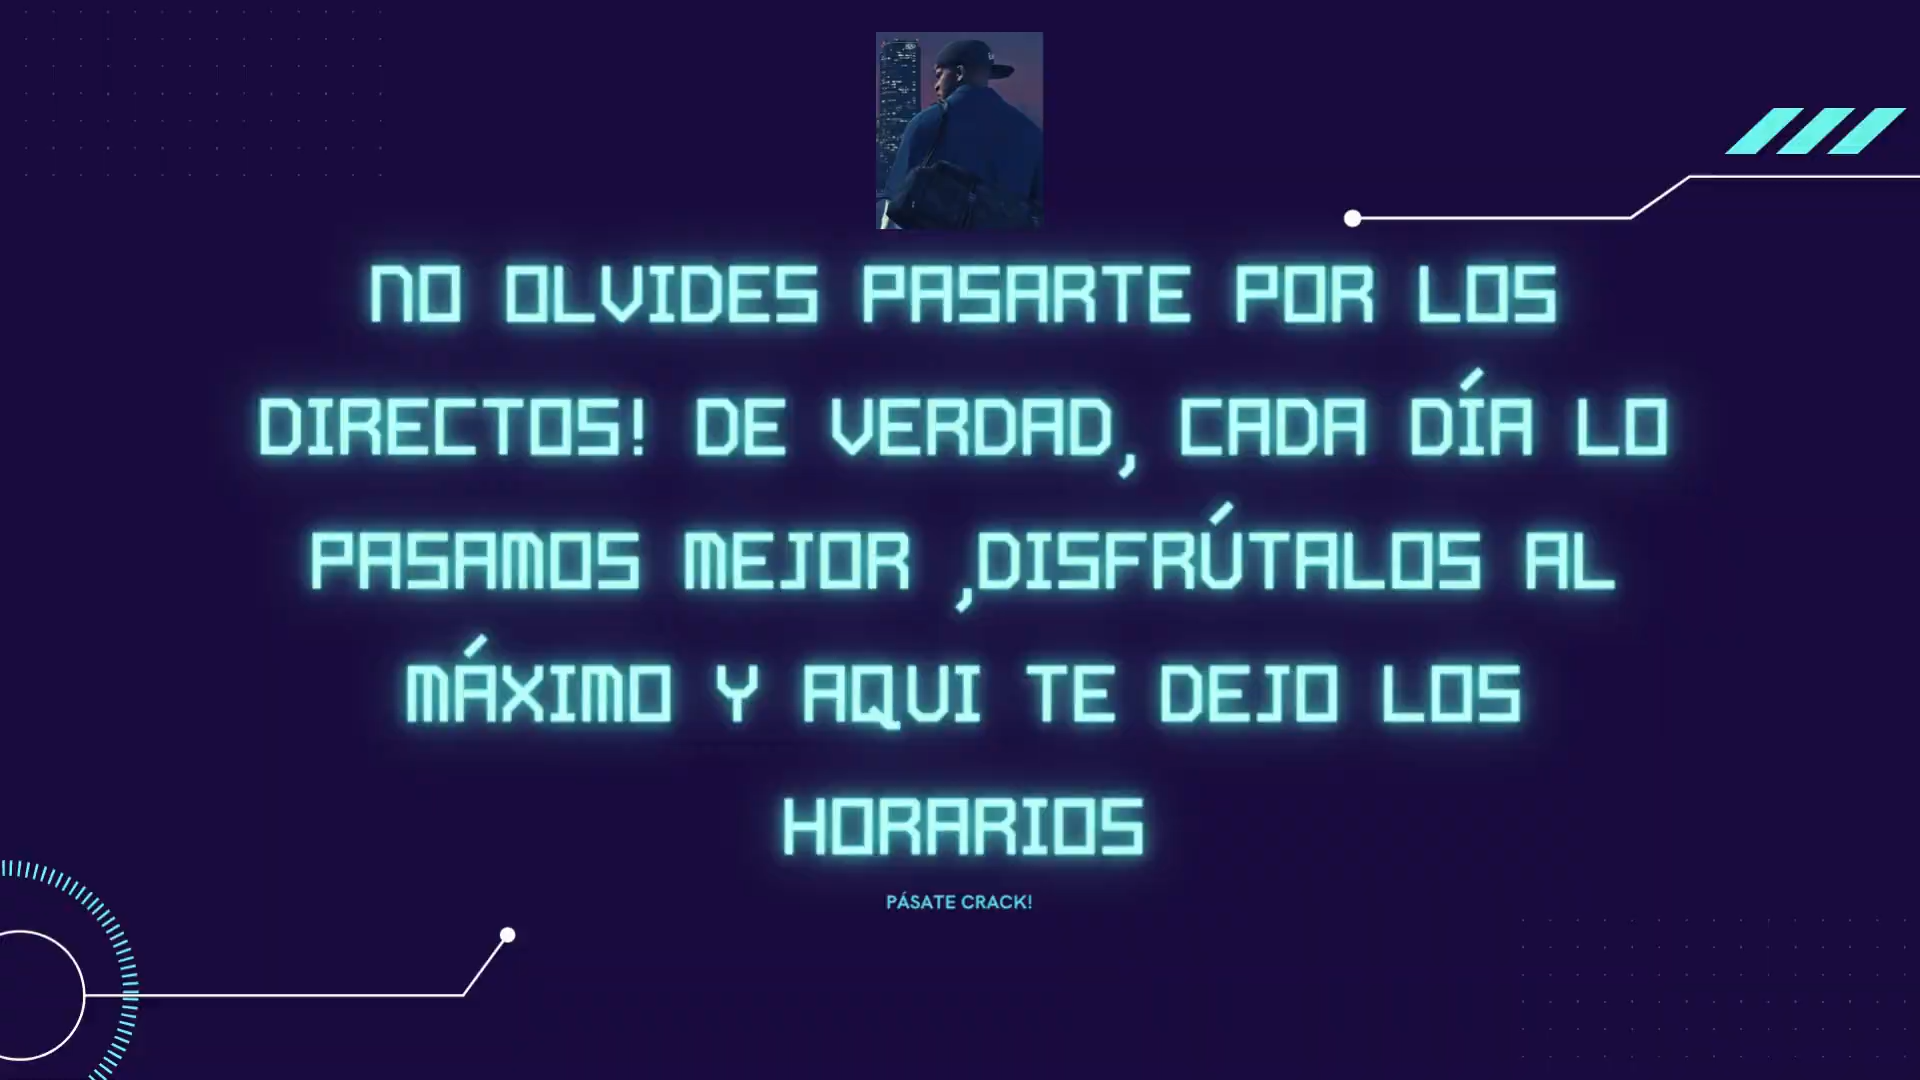 NO OLVIDES PASARTE POR LOS
DIRECTOS! DE VERDAD, CADA DÍA LO
PASAMOS MEJOR ,DISFRÚTALOS AL
MÁXIMO Y AQUI TE DEJO LOS
HORARIOS
PÁSATE CRACK!